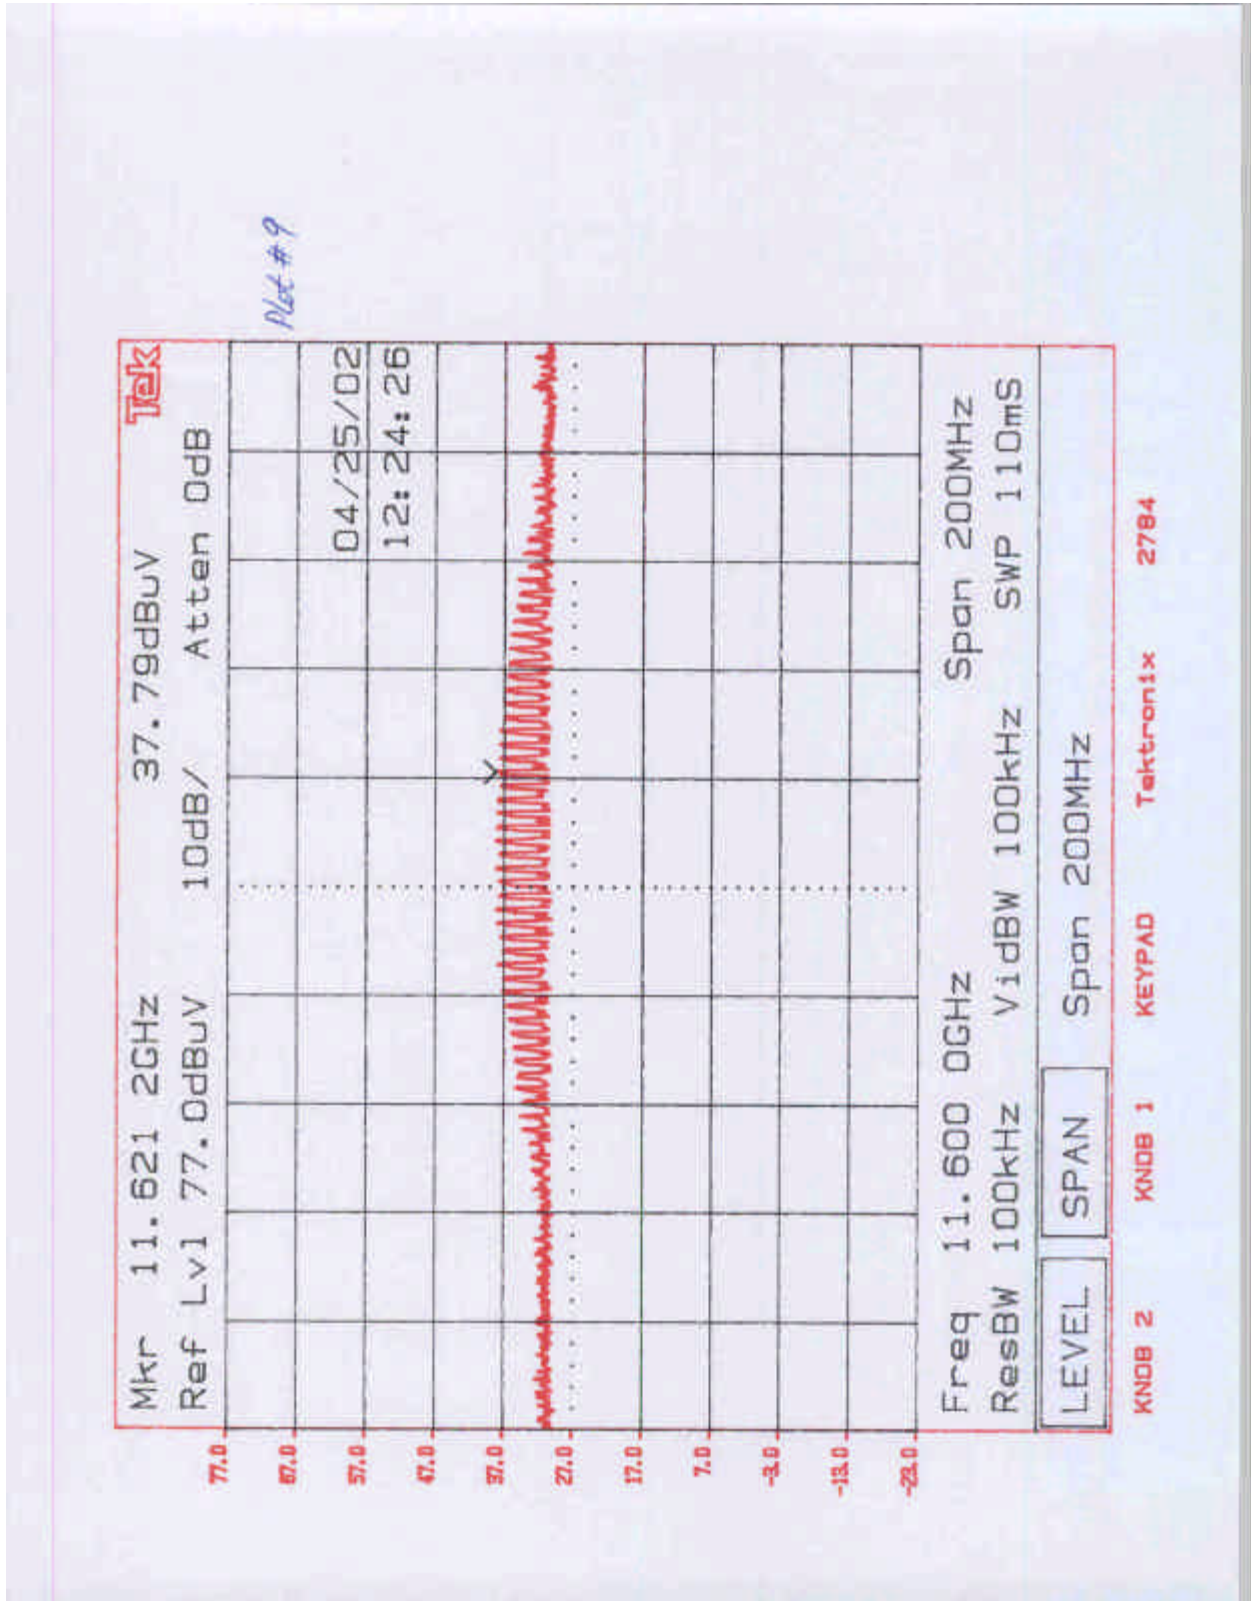 Plot #9
Mkr 11.621 2GHz 37.79dBuV Tek
Ref Lvl 77.0dBuV 10dB/ Atten 0dB
77.0
67.0
04/25/02
57.0
12:24:26
47.0
37.0
27.0
17.0
7.0
-3.0
-13.0
-23.0
Freq 11.600 0GHz Span 200MHz
ResBW 100kHz VidBW 100kHz SWP 110mS
LEVEL SPAN Span 200MHz
KNOB 2 KNOB 1 KEYPAD Tektronix 2784